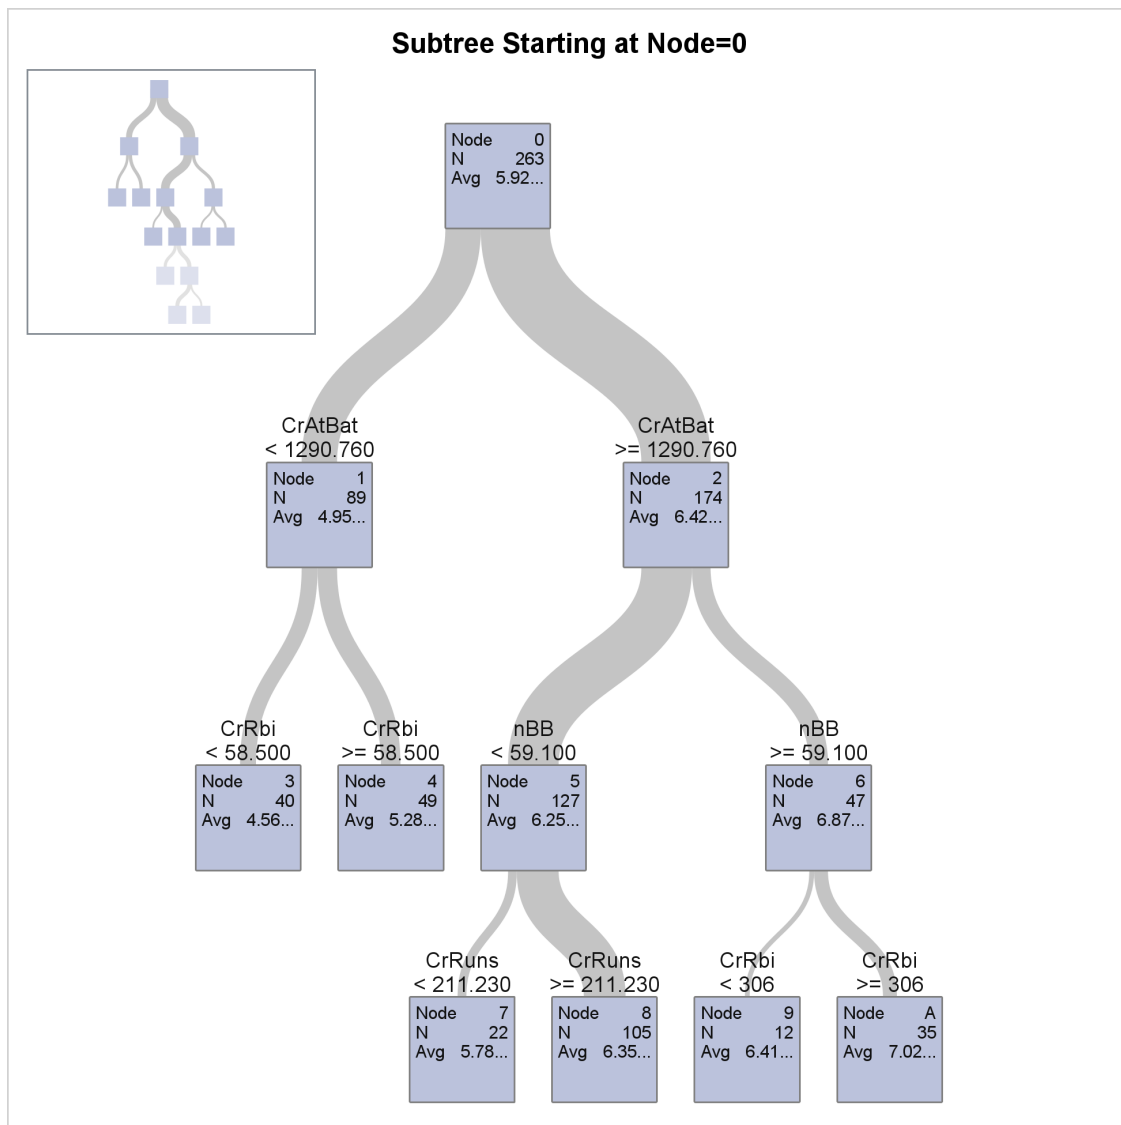 Subtree Starting at Node=0
Node 0
N 263
Avg 5.92...
CrAtBat
< 1290.760
Node 1
N 89
Avg 4.95...
CrAtBat
>= 1290.760
Node 2
N 174
Avg 6.42...
CrRbi
< 58.500
Node 3
N 40
Avg 4.56...
CrRbi
>= 58.500
Node 4
N 49
Avg 5.28...
nBB
< 59.100
Node 5
N 127
Avg 6.25...
nBB
>= 59.100
Node 6
N 47
Avg 6.87...
CrRuns
< 211.230
Node 7
N 22
Avg 5.78...
CrRuns
>= 211.230
Node 8
N 105
Avg 6.35...
CrRbi
< 306
Node 9
N 12
Avg 6.41...
CrRbi
>= 306
Node A
N 35
Avg 7.02...